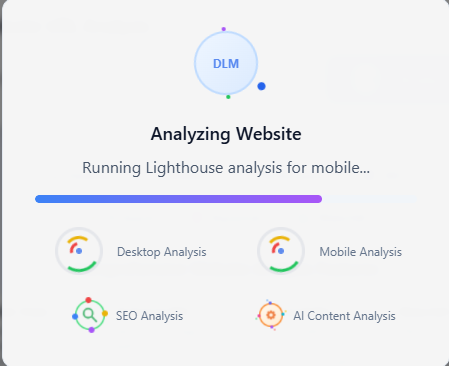 DLM
Analyzing Website
Running Lighthouse analysis for mobile...
Desktop Analysis
Mobile Analysis
SEO Analysis
AI Content Analysis